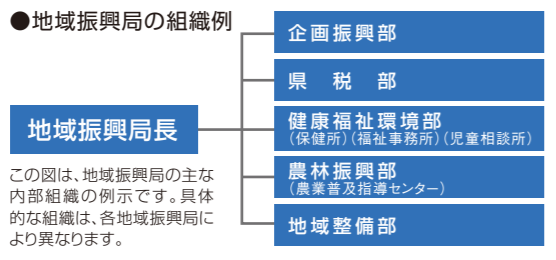 ●地域振興局の組織例
企画振興部
県　税　部
地域振興局長
健康福祉環境部
（保健所）（福祉事務所）（児童相談所）
農林振興部
（農業普及指導センター）
地域整備部
この図は、地域振興局の主な
内部組織の例示です。具体
的な組織は、各地域振興局に
より異なります。